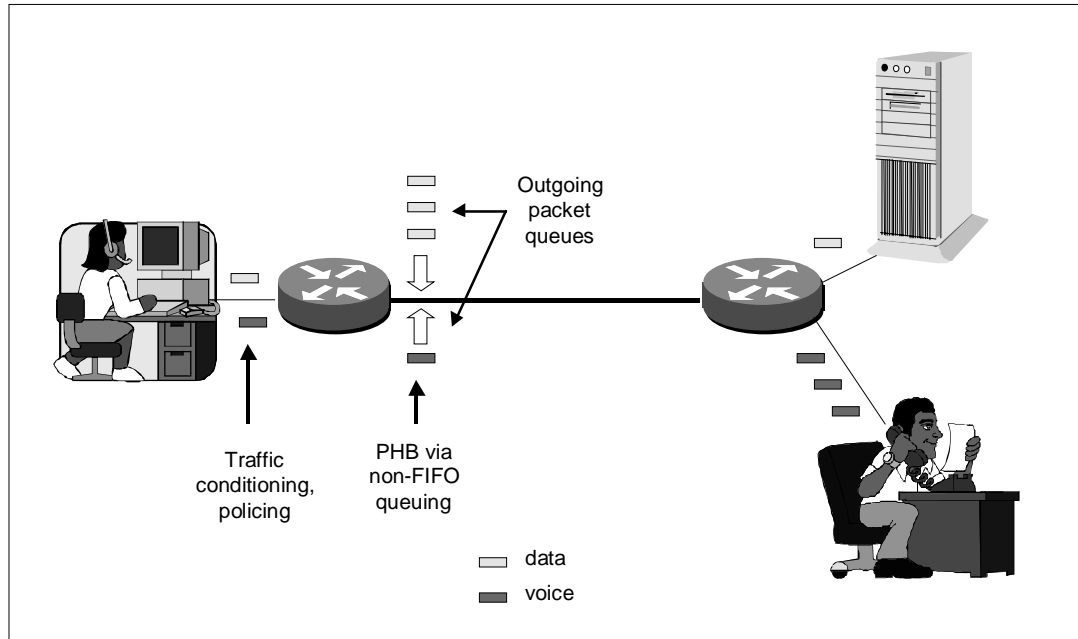 Outgoing
packet
queues
Traffic
conditioning,
policing
PHB via
non-FIFO
queuing
data
voice